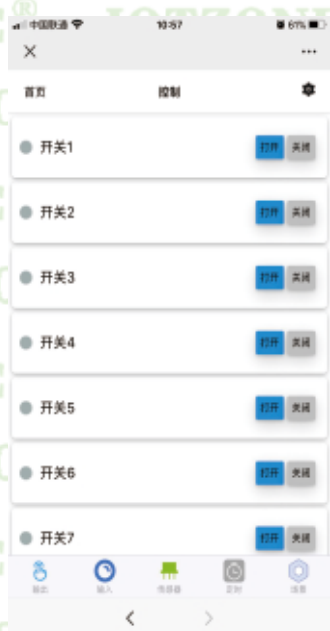 ® IOTZONE
中国联通 10:57 61%
首页 控制
开关1 打开 关闭
开关2 打开 关闭
开关3 打开 关闭
开关4 打开 关闭
开关5 打开 关闭
开关6 打开 关闭
开关7 打开 关闭
输出 输入 传感器 定时 场景